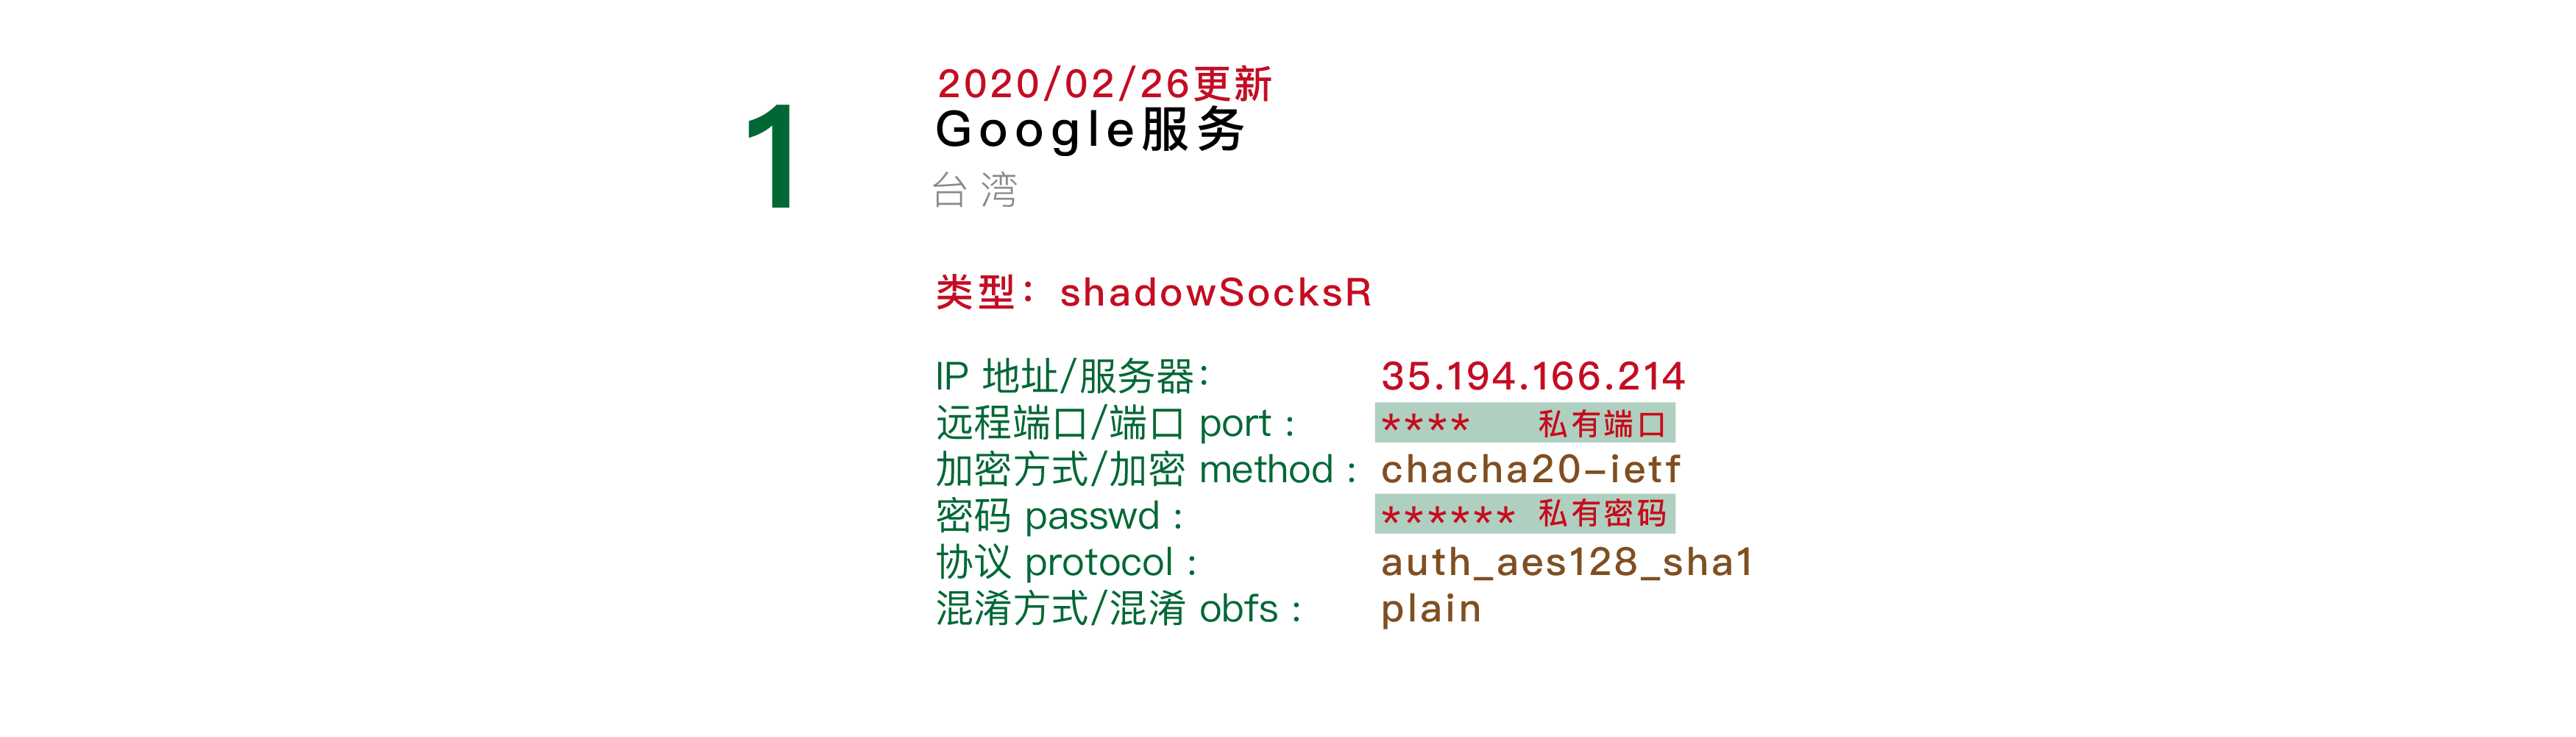 1
2020/02/26更新
Google服务
台湾
类型：shadowSocksR
IP 地址/服务器： 35.194.166.214
远程端口/端口 port： **** 私有端口
加密方式/加密 method： chacha20-ietf
密码 passwd： ****** 私有密码
协议 protocol： auth_aes128_sha1
混淆方式/混淆 obfs： plain